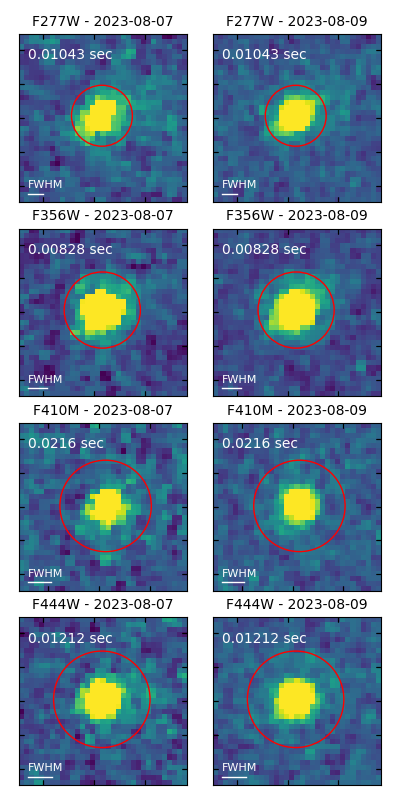 F277W - 2023-08-07
F277W - 2023-08-09
0.01043 sec
0.01043 sec
FWHM
FWHM
F356W - 2023-08-07
F356W - 2023-08-09
0.00828 sec
0.00828 sec
FWHM
FWHM
F410M - 2023-08-07
F410M - 2023-08-09
0.0216 sec
0.0216 sec
FWHM
FWHM
F444W - 2023-08-07
F444W - 2023-08-09
0.01212 sec
0.01212 sec
FWHM
FWHM